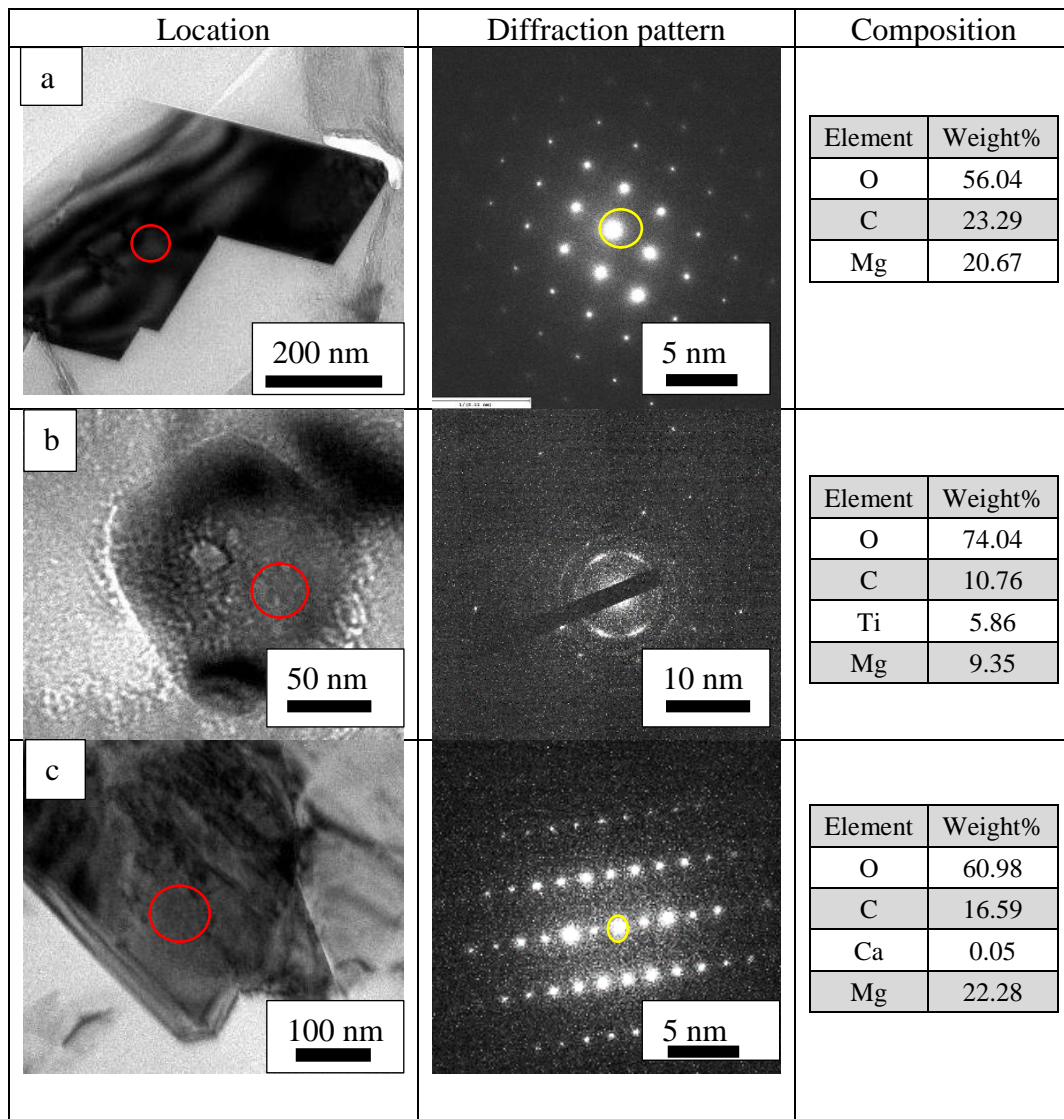 Location Diffraction pattern Composition
a
200 nm
5 nm
Element Weight%
O 56.04
C 23.29
Mg 20.67
b
50 nm
10 nm
Element Weight%
O 74.04
C 10.76
Ti 5.86
Mg 9.35
c
100 nm
5 nm
Element Weight%
O 60.98
C 16.59
Ca 0.05
Mg 22.28